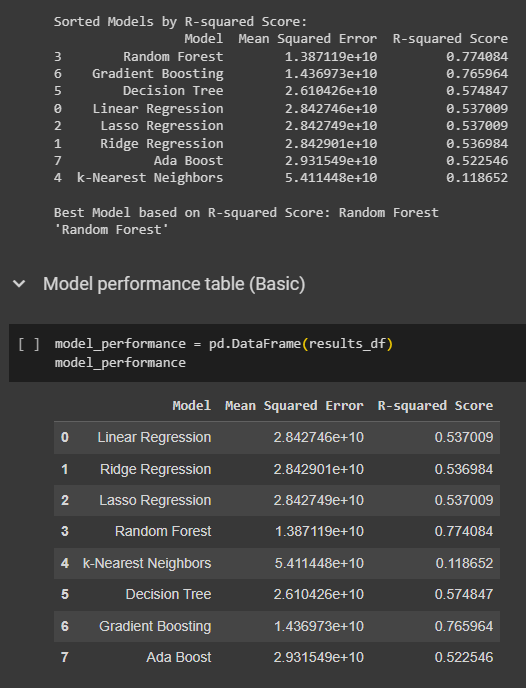 Sorted Models by R-squared Score:
Model Mean Squared Error R-squared Score
3 Random Forest 1.387119e+10 0.774084
6 Gradient Boosting 1.436973e+10 0.765964
5 Decision Tree 2.610426e+10 0.574847
0 Linear Regression 2.842746e+10 0.537009
2 Lasso Regression 2.842749e+10 0.537009
1 Ridge Regression 2.842901e+10 0.536984
7 Ada Boost 2.931549e+10 0.522546
4 k-Nearest Neighbors 5.411448e+10 0.118652
Best Model based on R-squared Score: Random Forest
'Random Forest'
Model performance table (Basic)
[ ] model_performance = pd.DataFrame(results_df)
model_performance
Model Mean Squared Error R-squared Score
0 Linear Regression 2.842746e+10 0.537009
1 Ridge Regression 2.842901e+10 0.536984
2 Lasso Regression 2.842749e+10 0.537009
3 Random Forest 1.387119e+10 0.774084
4 k-Nearest Neighbors 5.411448e+10 0.118652
5 Decision Tree 2.610426e+10 0.574847
6 Gradient Boosting 1.436973e+10 0.765964
7 Ada Boost 2.931549e+10 0.522546